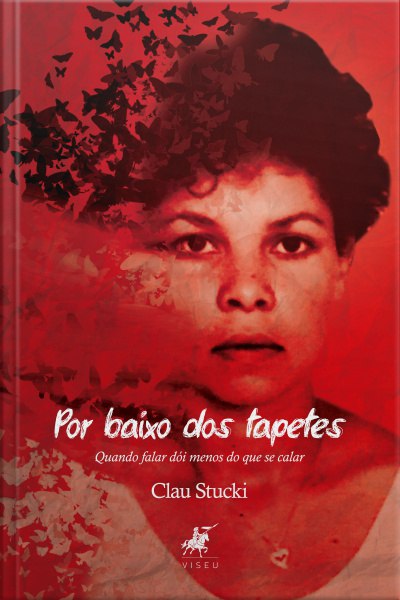 Por baixo dos tapetes
Quando falar dói menos do que se calar
Clau Stucki
VISEU